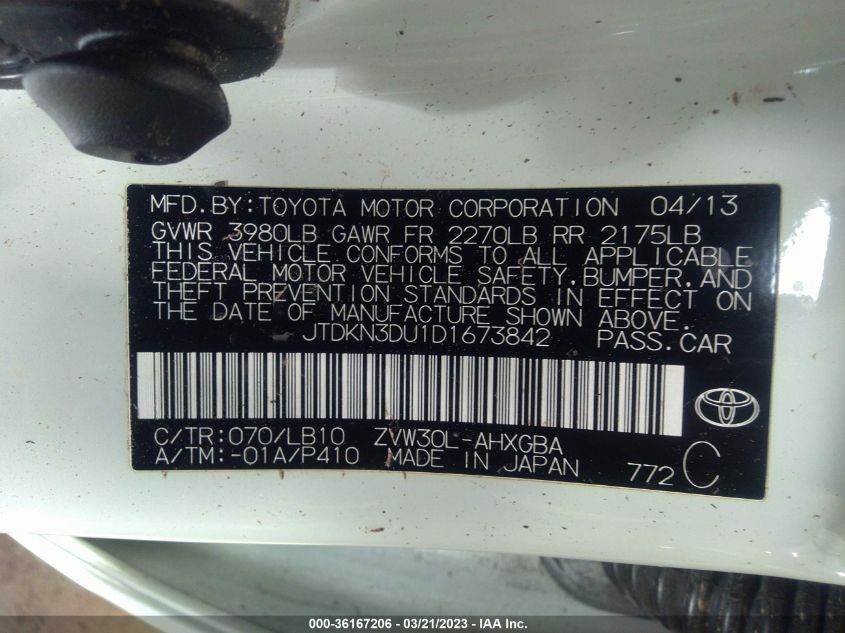 MFD.BY:TOYOTA MOTOR CORPORATION 04/13
GVWR 3980LB GAWR FR 2270LB RR 2175LB
THIS VEHICLE CONFORMS TO ALL APPLICABLE
FEDERAL MOTOR VEHICLE SAFETY,BUMPER,AND
THEFT PREVENTION STANDARDS IN EFFECT ON
THE DATE OF MANUFACTURE SHOWN ABOVE.
JTDKN3DU1D1673842 PASS.CAR
C/TR:070/LB10 ZVW30L-AHXGBA
A/TM:-01A/P410 MADE IN JAPAN 772 C
000-36167206 - 03/21/2023 - IAA Inc.